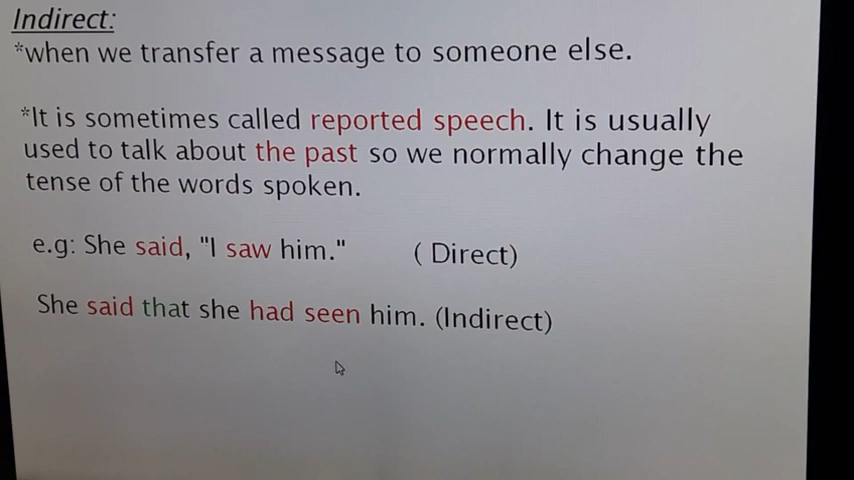 Indirect:
*when we transfer a message to someone else.
*It is sometimes called reported speech. It is usually
used to talk about the past so we normally change the
tense of the words spoken.
e.g: She said, "I saw him." ( Direct)
She said that she had seen him. (Indirect)